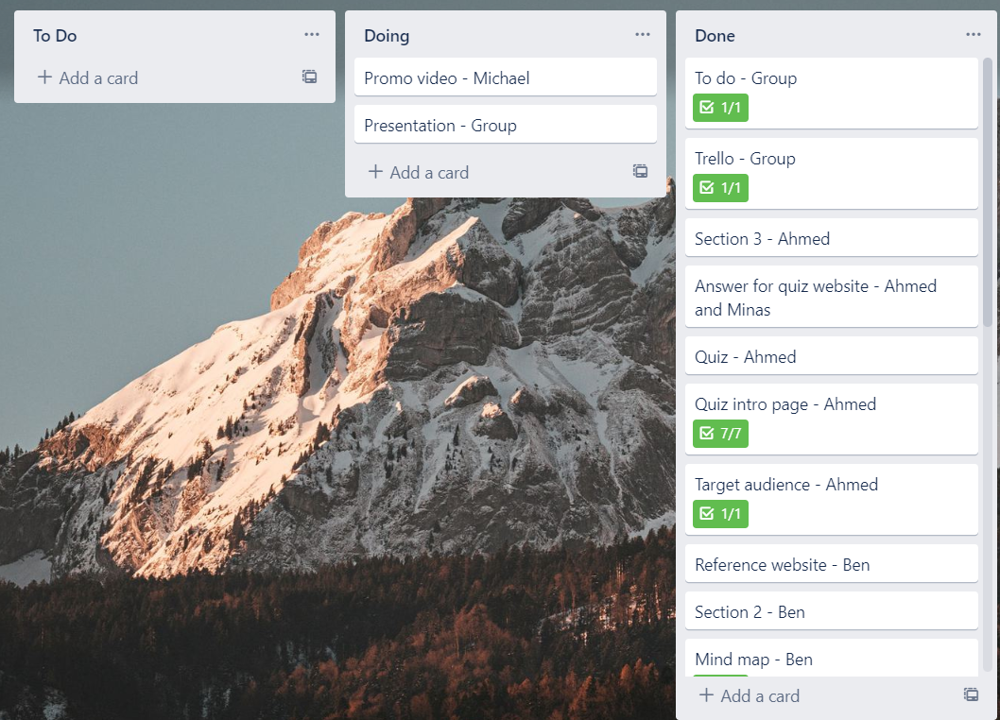 To Do
+ Add a card
Doing
Promo video - Michael
Presentation - Group
+ Add a card
Done
To do - Group
1/1
Trello - Group
1/1
Section 3 - Ahmed
Answer for quiz website - Ahmed
and Minas
Quiz - Ahmed
Quiz intro page - Ahmed
7/7
Target audience - Ahmed
1/1
Reference website - Ben
Section 2 - Ben
Mind map - Ben
+ Add a card